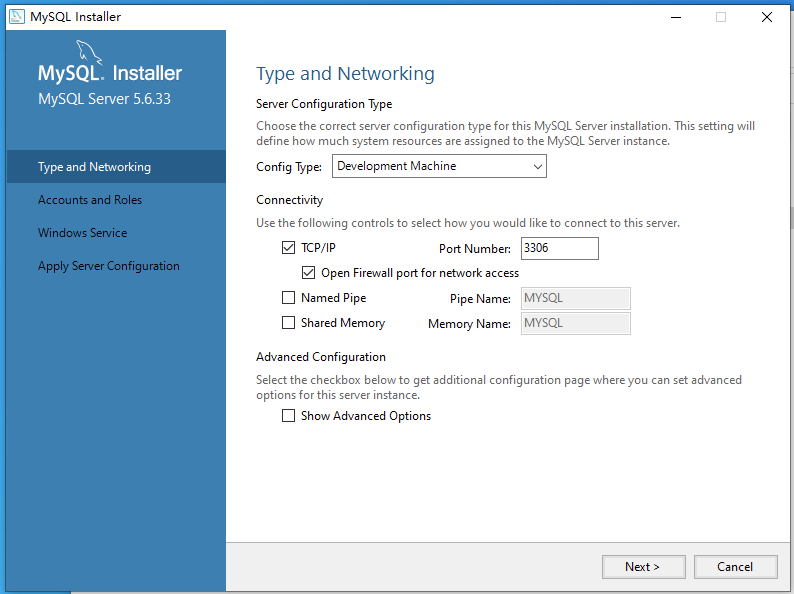 MySQL Installer
MySQL. Installer
MySQL Server 5.6.33
Type and Networking
Accounts and Roles
Windows Service
Apply Server Configuration
Type and Networking
Server Configuration Type
Choose the correct server configuration type for this MySQL Server installation. This setting will
define how much system resources are assigned to the MySQL Server instance.
Config Type: Development Machine
Connectivity
Use the following controls to select how you would like to connect to this server.
TCP/IP Port Number: 3306
Open Firewall port for network access
Named Pipe Pipe Name: MYSQL
Shared Memory Memory Name: MYSQL
Advanced Configuration
Select the checkbox below to get additional configuration page where you can set advanced
options for this server instance.
Show Advanced Options
Next > Cancel